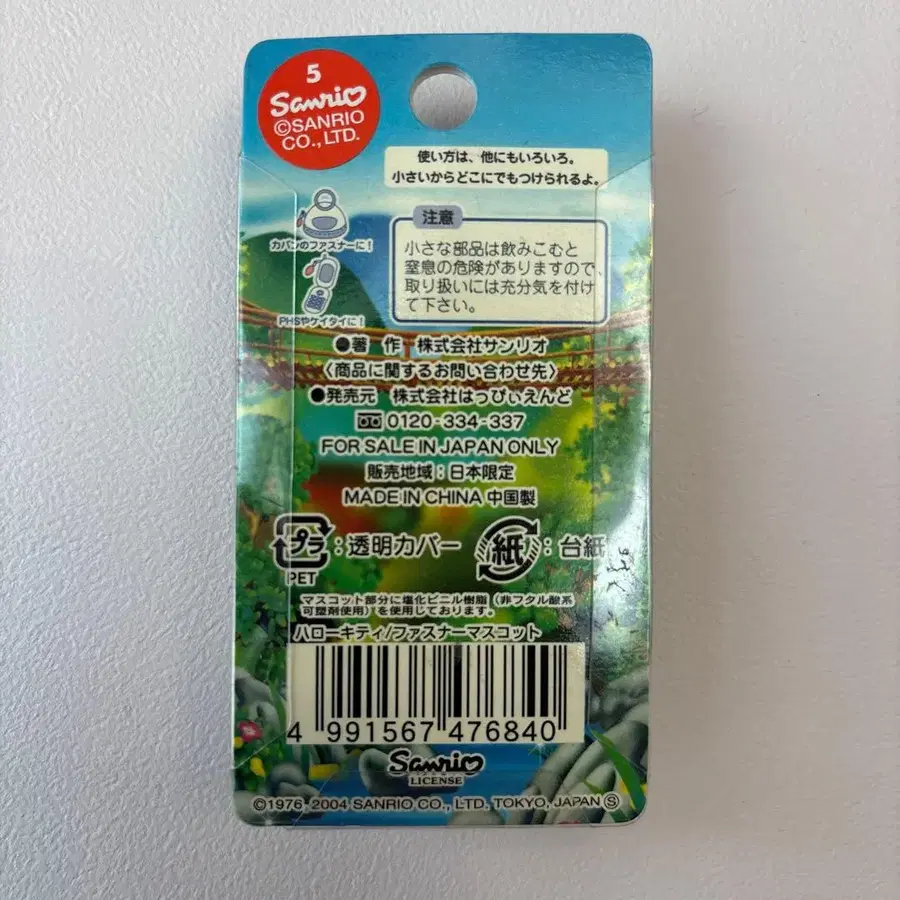 5
Sanrio
©SANRIO
CO., LTD.
使い方は、他にもいろいろ。
小さいからどこにでもつけられるよ。
カバンのファスナーに!
PHSやケイタイに!
注意
小さな部品は飲みこむと
窒息の危険がありますので、
取り扱いには充分気を付け
て下さい。
●著 作 株式会社サンリオ
〈商品に関するお問い合わせ先〉
●発売元 株式会社はっぴぃえんど
0120-334-337
FOR SALE IN JAPAN ONLY
販売地域:日本限定
MADE IN CHINA 中国製
プラ:透明カバー 紙:台紙
PET
マスコット部分に塩化ビニル樹脂(非フタル酸系
可塑剤使用)を使用しております。
ハローキティ/ファスナーマスコット
4 991567 476840
Sanrio
LICENSE
©1976, 2004 SANRIO CO., LTD. TOKYO, JAPAN Ⓢ